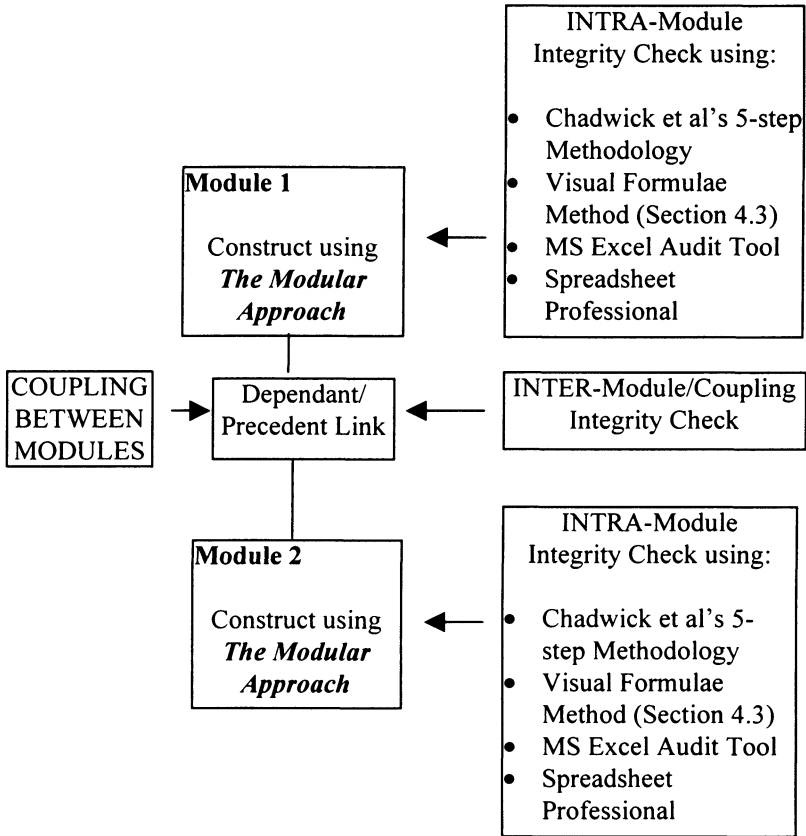 INTRA-Module
Integrity Check using:
• Chadwick et al's 5-step
Methodology
• Visual Formulae
Method (Section 4.3)
• MS Excel Audit Tool
• Spreadsheet
Professional
Module 1
Construct using
The Modular
Approach
COUPLING
BETWEEN
MODULES
Dependant/
Precedent Link
INTER-Module/Coupling
Integrity Check
Module 2
Construct using
The Modular
Approach
INTRA-Module
Integrity Check using:
• Chadwick et al's 5-
step Methodology
• Visual Formulae
Method (Section 4.3)
• MS Excel Audit Tool
• Spreadsheet
Professional